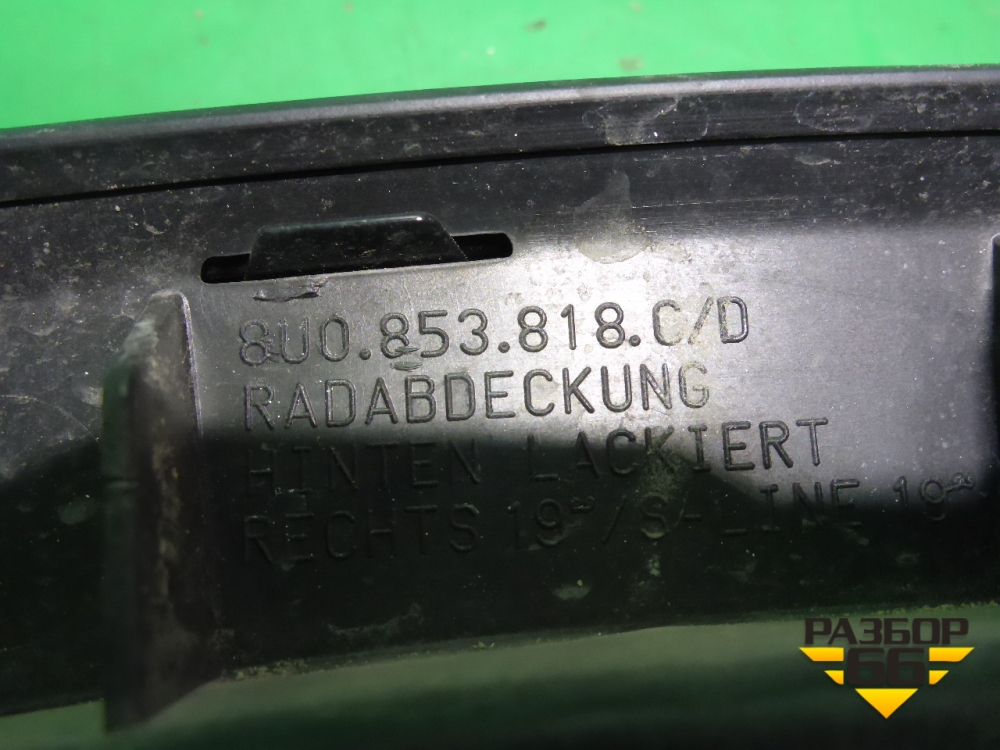 8U0.853.818.C/D
RADABDECKUNG
HINTEN LACKIERT
RECHTS 19"/S-LINE 19"
РАЗБОР
66